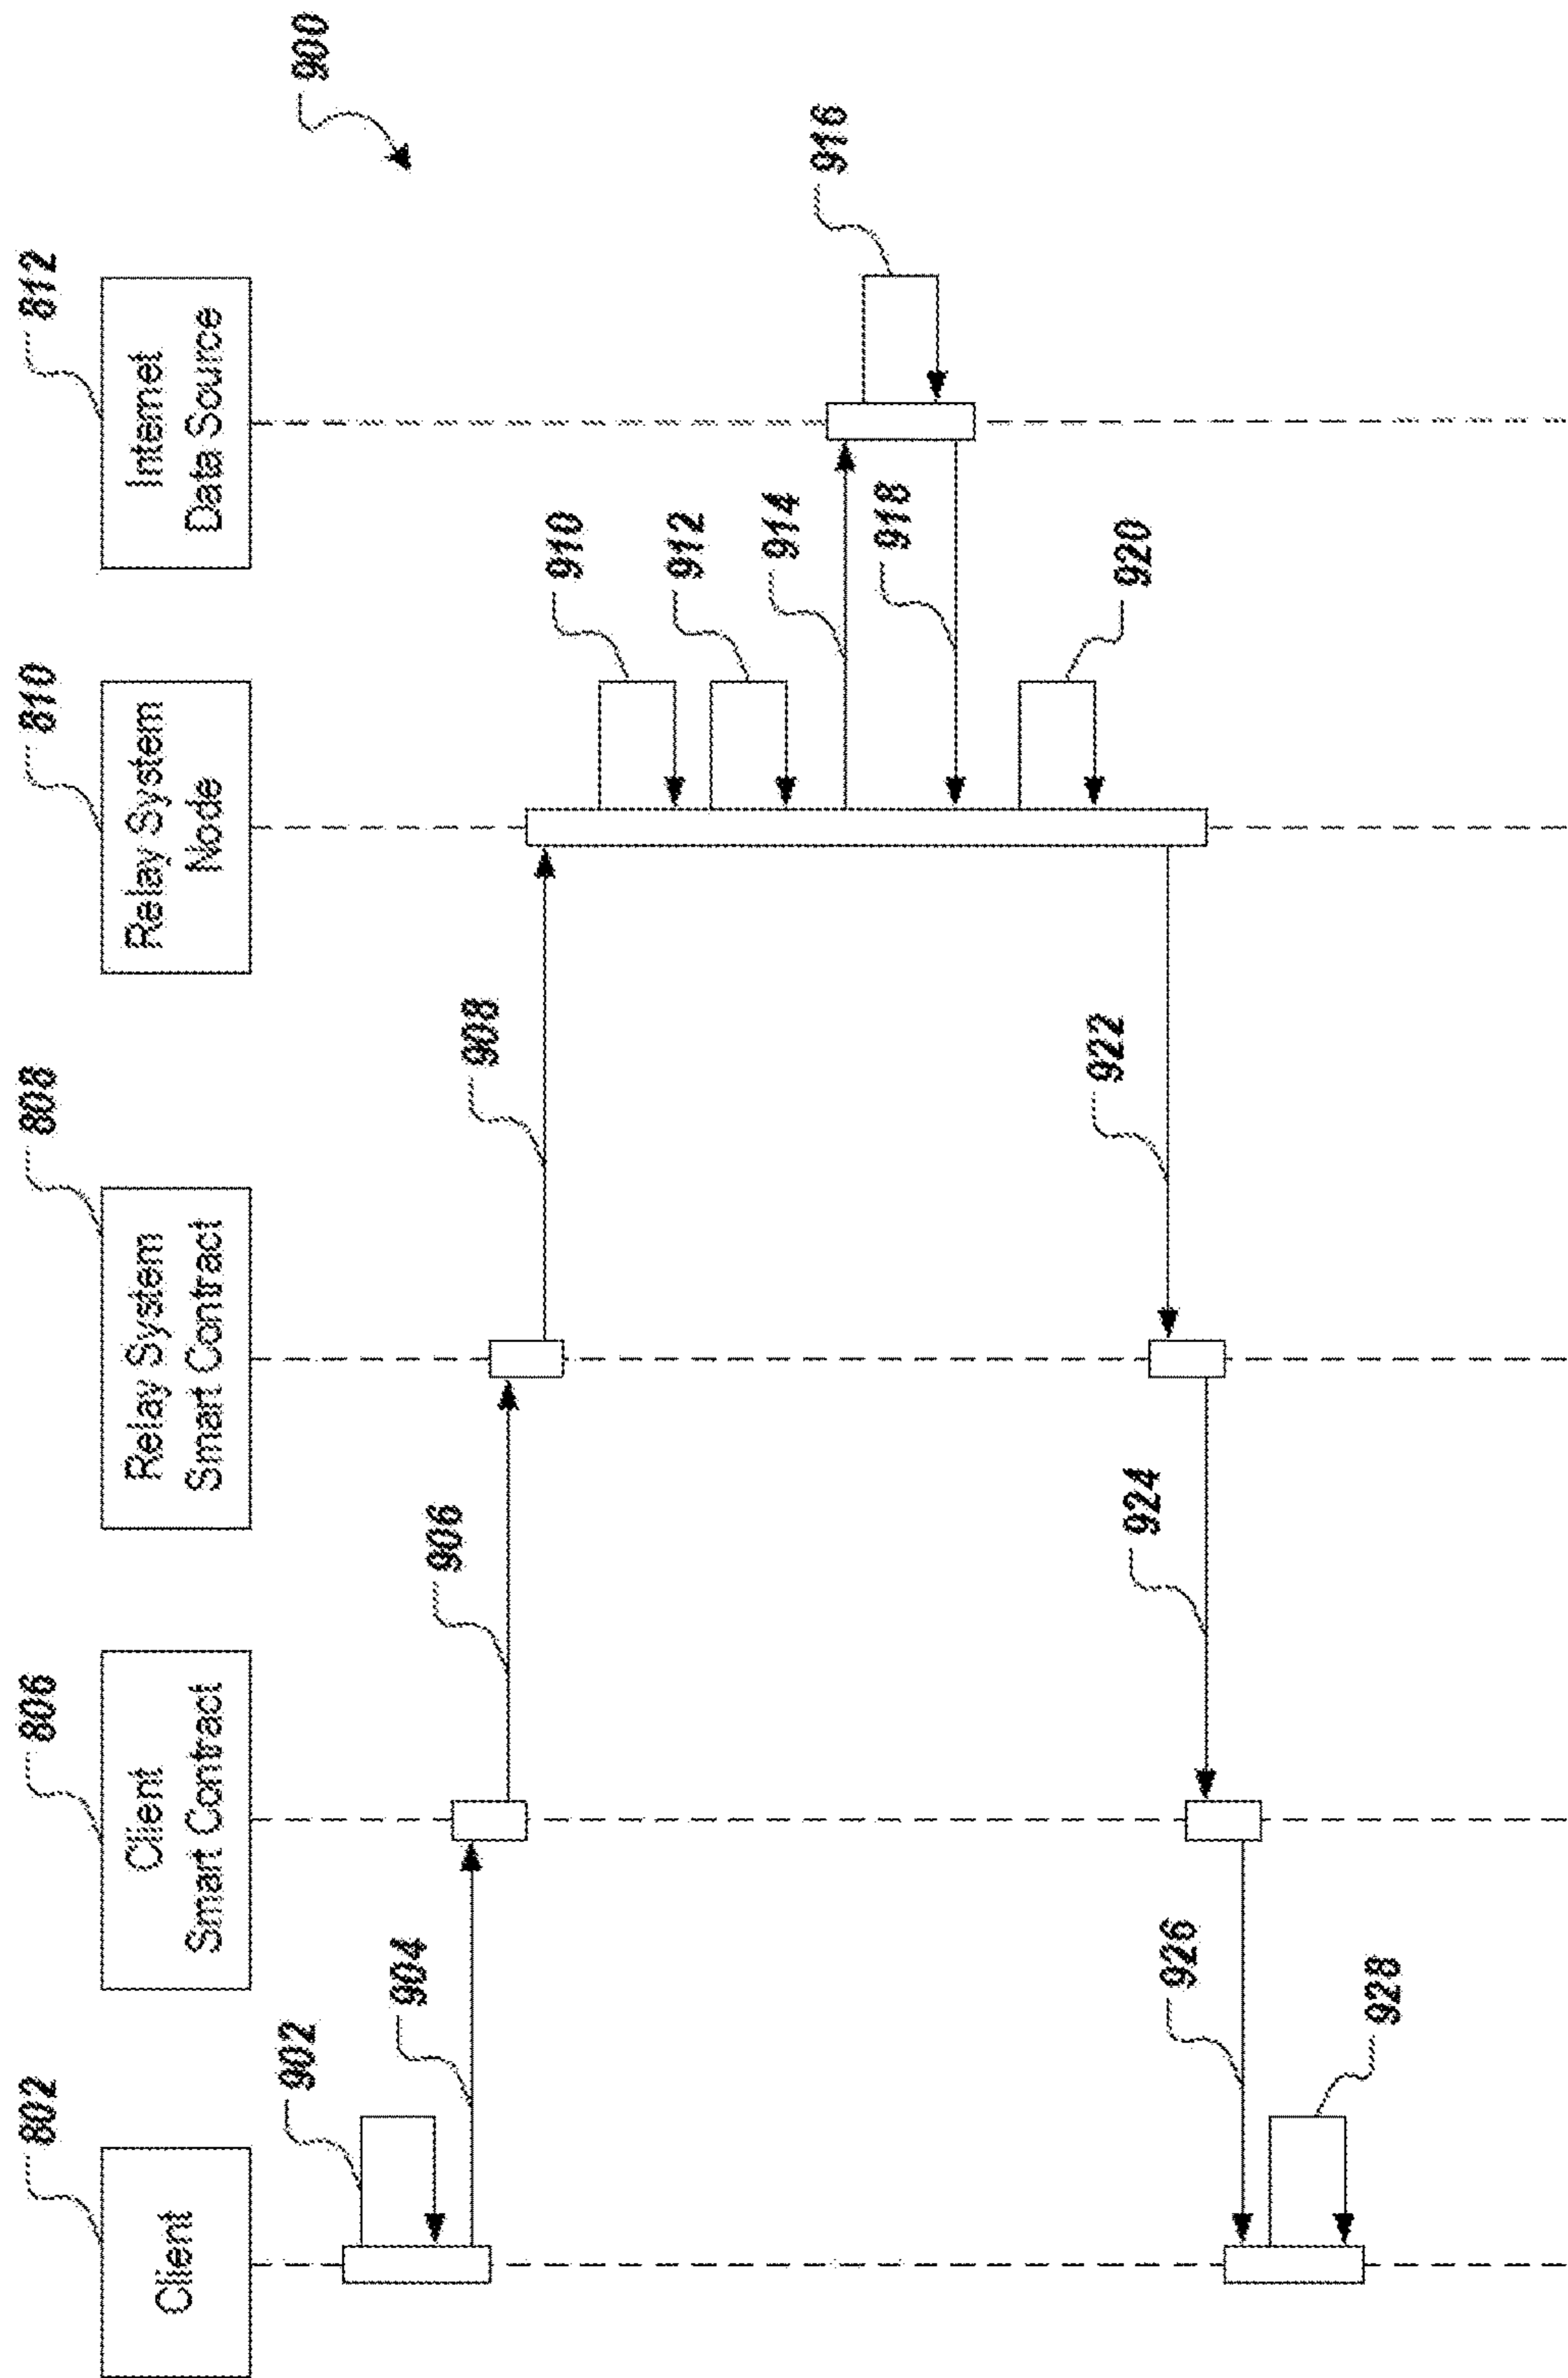 900
802
806
808
810
812
Client
Client
Smart Contract
Relay System
Smart Contract
Relay System
Node
Internet
Data Source
902
904
906
908
910
912
914
916
918
920
922
924
926
928